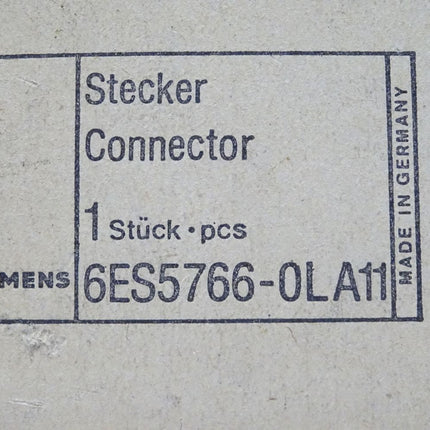 Stecker
Connector
1 Stück · pcs
MENS 6ES5766-0LA11
MADE IN GERMANY